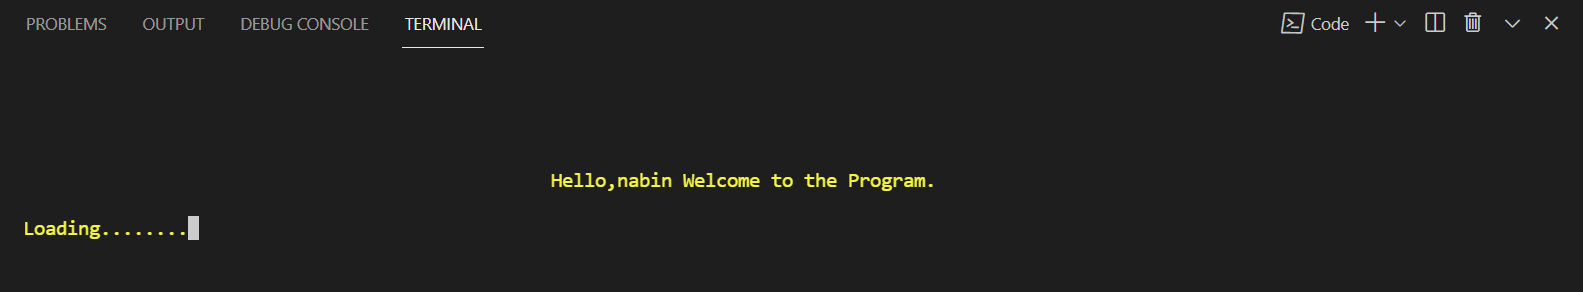 PROBLEMS OUTPUT DEBUG CONSOLE TERMINAL Code
Hello,nabin Welcome to the Program.
Loading........